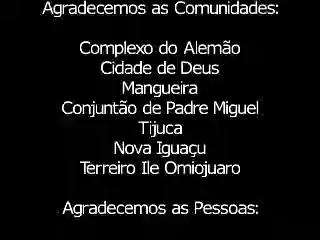 Agradecemos as Comunidades:
Complexo do Alemão
Cidade de Deus
Mangueira
Conjuntão de Padre Miguel
Tijuca
Nova Iguaçu
Terreiro Ile Omiojuaro
Agradecemos as Pessoas: